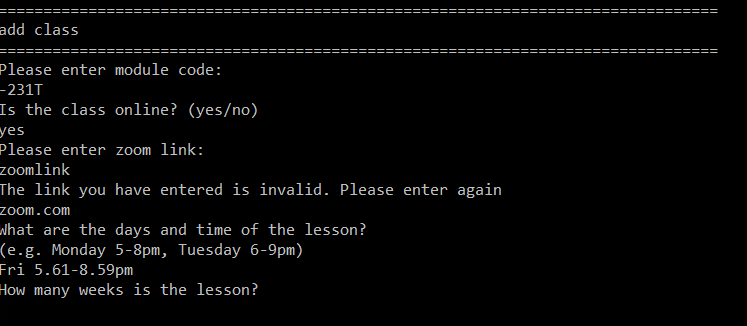 ================================================================================
add class
================================================================================
Please enter module code:
-231T
Is the class online? (yes/no)
yes
Please enter zoom link:
zoomlink
The link you have entered is invalid. Please enter again
zoom.com
What are the days and time of the lesson?
(e.g. Monday 5-8pm, Tuesday 6-9pm)
Fri 5.61-8.59pm
How many weeks is the lesson?